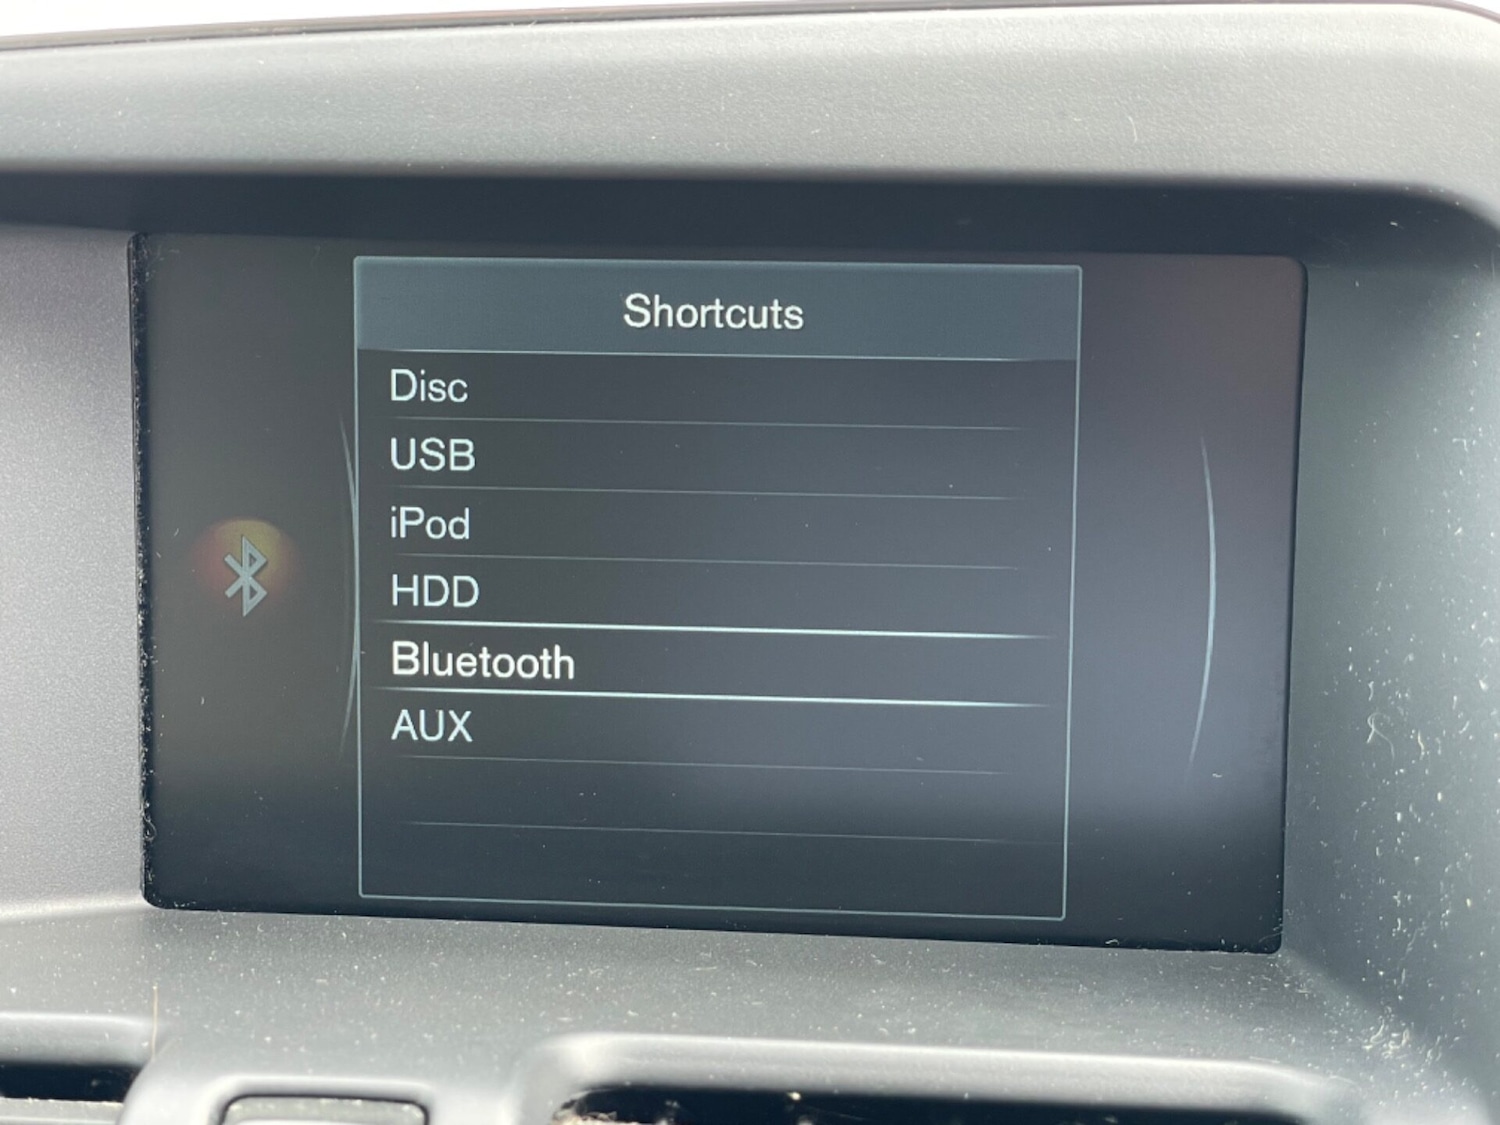 Shortcuts
Disc
USB
iPod
HDD
Bluetooth
AUX